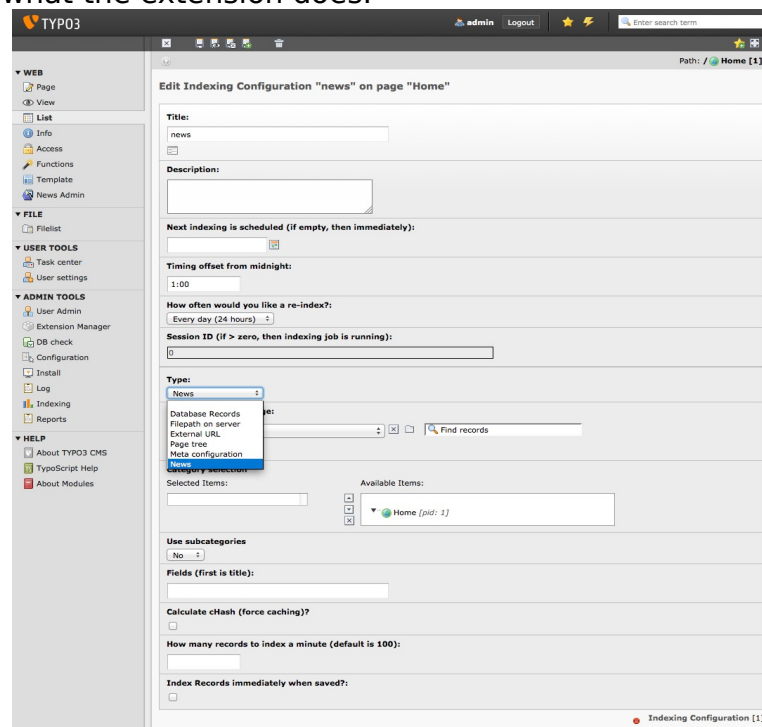 what the extension does.
TYPO3
admin Logout Enter search term
Path: / Home [1]
WEB
Page
View
List
Info
Access
Functions
Template
News Admin
FILE
Filelist
USER TOOLS
Task center
User settings
ADMIN TOOLS
User Admin
Extension Manager
DB check
Configuration
Install
Log
Indexing
Reports
HELP
About TYPO3 CMS
TypoScript Help
About Modules
Edit Indexing Configuration "news" on page "Home"
Title:
news
Description:
Next indexing is scheduled (if empty, then immediately):
Timing offset from midnight:
1:00
How often would you like a re-index?:
Every day (24 hours)
Session ID (if > zero, then indexing job is running):
0
Type:
News
Database Records
Filepath on server
External URL
Page tree
Meta configuration
News
Find records
Category selection
Selected Items: Available Items:
Home [pid: 1]
Use subcategories
No
Fields (first is title):
Calculate cHash (force caching)?
How many records to index a minute (default is 100):
Index Records immediately when saved?:
Indexing Configuration [1]